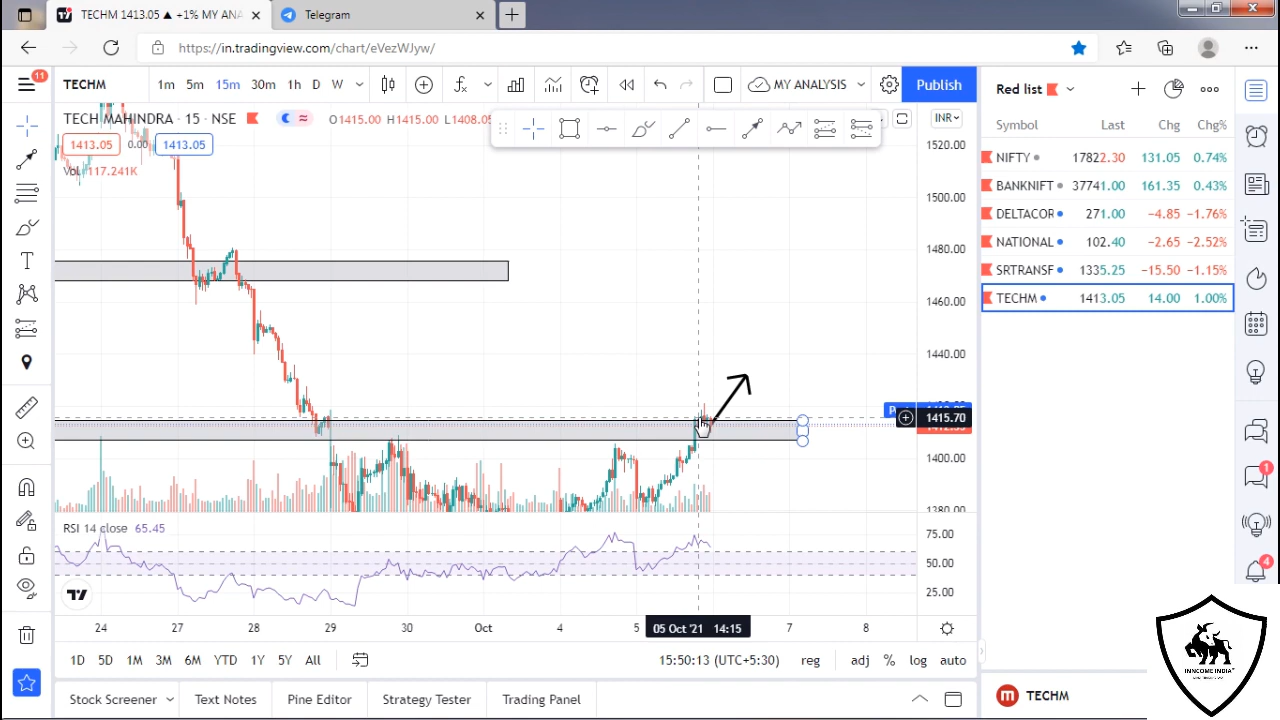 TECHM 1413.05 ▲ +1% MY ANA
Telegram
https://in.tradingview.com/chart/eVezWJyw/
11
TECHM
1m 5m 15m 30m 1h D W
MY ANALYSIS
Publish
TECH MAHINDRA · 15 · NSE
O1415.00 H1415.00 L1408.05
INR
1413.05 0.00 1413.05
Vol 117.241K
1520.00
1500.00
1480.00
1460.00
1440.00
1415.70
1400.00
1380.00
RSI 14 close 65.45
75.00
50.00
25.00
24 27 28 29 30 Oct 4 5 05 Oct '21 14:15 7 8
1D 5D 1M 3M 6M YTD 1Y 5Y All
15:50:13 (UTC+5:30) reg adj % log auto
Stock Screener Text Notes Pine Editor Strategy Tester Trading Panel
Red list
Symbol Last Chg Chg%
NIFTY 17822.30 131.05 0.74%
BANKNIFT 37741.00 161.35 0.43%
DELTACOR 271.00 −4.85 −1.76%
NATIONAL 102.40 −2.65 −2.52%
SRTRANSF 1335.25 −15.50 −1.15%
TECHM 1413.05 14.00 1.00%
1
4
m TECHM
INNCOME INDIA